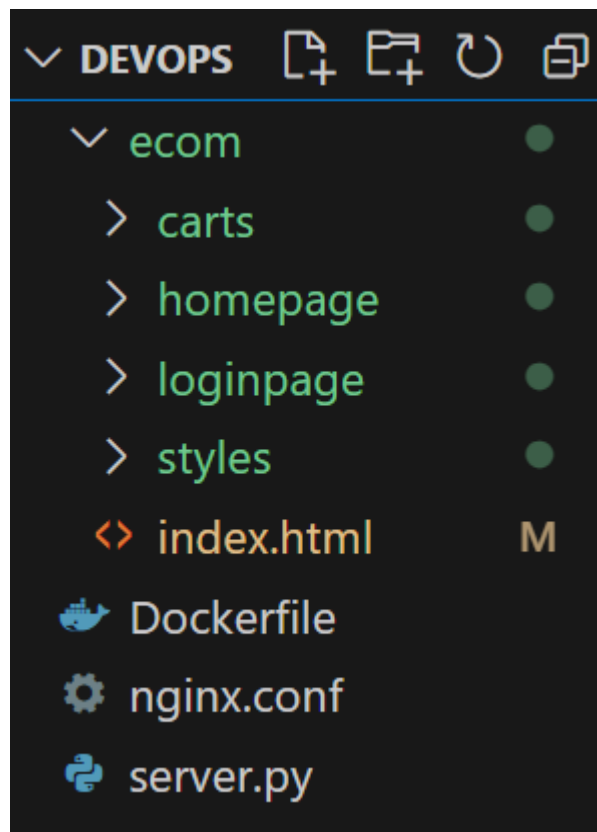 DEVOPS
ecom
carts
homepage
loginpage
styles
index.html M
Dockerfile
nginx.conf
server.py